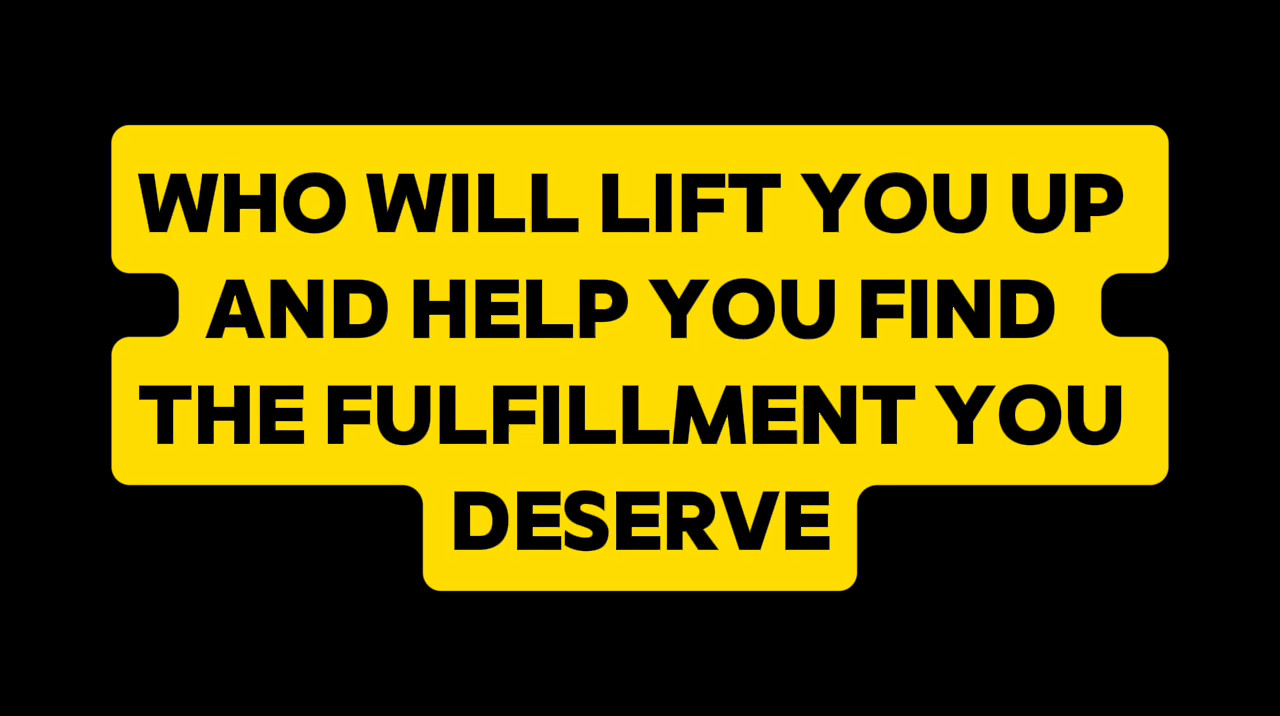 WHO WILL LIFT YOU UP
AND HELP YOU FIND
THE FULFILLMENT YOU
DESERVE